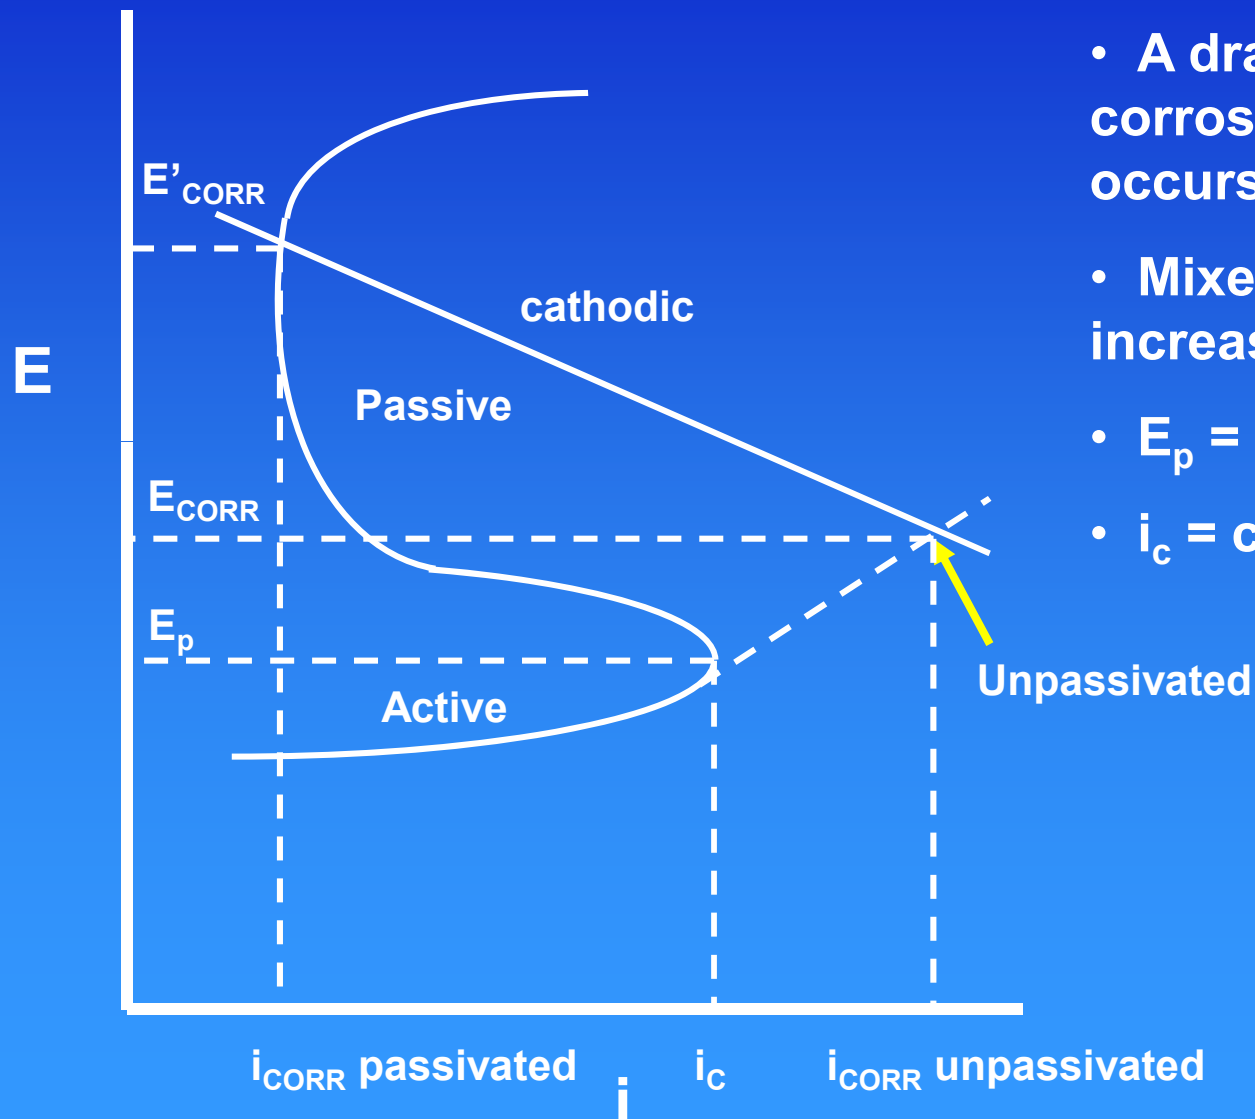 • A dra
corros
occurs
• Mixe
increas
• Ep =
• ic = c
E’CORR
cathodic
E
Passive
ECORR
Ep
Unpassivated
Active
iCORR passivated
iC
iCORR unpassivated
i